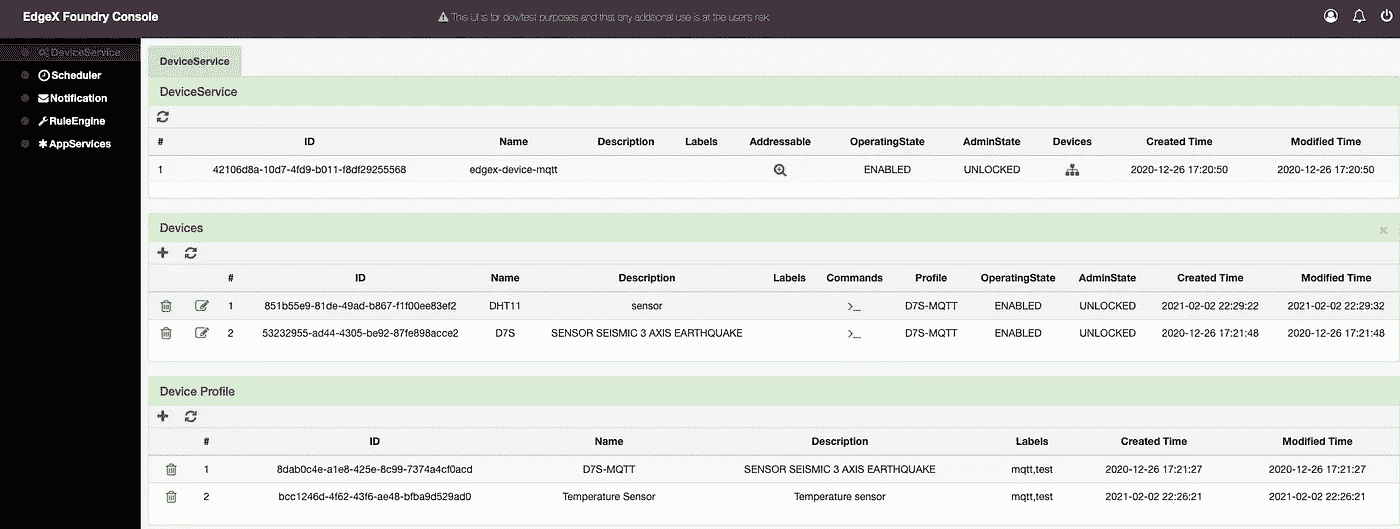 EdgeX Foundry Console
This UI is for dev/test purposes and that any additional use is at the users risk.
DeviceService
Scheduler
Notification
RuleEngine
AppServices
DeviceService
DeviceService
# ID Name Description Labels Addressable OperatingState AdminState Devices Created Time Modified Time
1 42106d8a-10d7-4fd9-b011-f8df29255568 edgex-device-mqtt ENABLED UNLOCKED 2020-12-26 17:20:50 2020-12-26 17:20:50
Devices
# ID Name Description Labels Commands Profile OperatingState AdminState Created Time Modified Time
1 851b55e9-81de-49ad-b867-f1f00ee83ef2 DHT11 sensor D7S-MQTT ENABLED UNLOCKED 2021-02-02 22:29:22 2021-02-02 22:29:32
2 53232955-ad44-4305-be92-87fe898acce2 D7S SENSOR SEISMIC 3 AXIS EARTHQUAKE D7S-MQTT ENABLED UNLOCKED 2020-12-26 17:21:48 2020-12-26 17:21:48
Device Profile
# ID Name Description Labels Created Time Modified Time
1 8dab0c4e-a1e8-425e-8c99-7374a4cf0acd D7S-MQTT SENSOR SEISMIC 3 AXIS EARTHQUAKE mqtt,test 2020-12-26 17:21:27 2020-12-26 17:21:27
2 bcc1246d-4f62-43f6-ae48-bfba9d529ad0 Temperature Sensor Temperature sensor mqtt,test 2021-02-02 22:26:21 2021-02-02 22:26:21